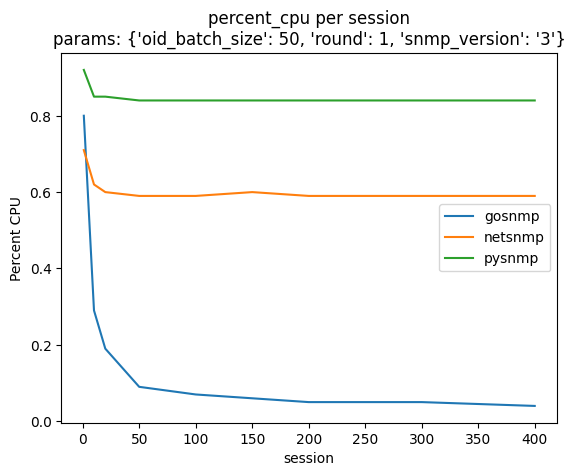 percent_cpu per session
params: {'oid_batch_size': 50, 'round': 1, 'snmp_version': '3'}
Percent CPU
0.8
0.6
0.4
0.2
0.0
gosnmp
netsnmp
pysnmp
0 50 100 150 200 250 300 350 400
session